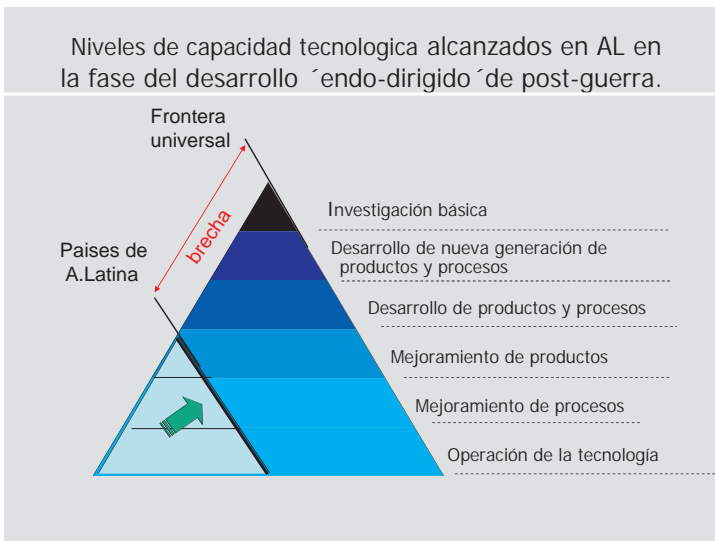 Niveles de capacidad tecnologica alcanzados en AL en
la fase del desarrollo ´endo-dirigido´de post-guerra.
Frontera
universal
brecha
Paises de
A.Latina
Investigación básica
Desarrollo de nueva generación de
productos y procesos
Desarrollo de productos y procesos
Mejoramiento de productos
Mejoramiento de procesos
Operación de la tecnología